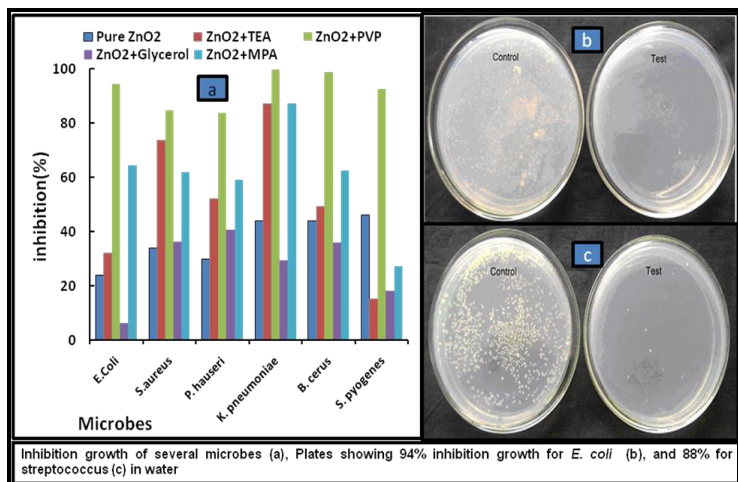 Pure ZnO2 ZnO2+TEA ZnO2+PVP
ZnO2+Glycerol ZnO2+MPA
a
inhibition(%)
100
80
60
40
20
0
E.Coli S.aureus P. hauseri K. pneumoniae B. cerus S. pyogenes
Microbes
b
Control Test
c
Control Test
Inhibition growth of several microbes (a), Plates showing 94% inhibition growth for E. coli (b), and 88% for
streptococcus (c) in water